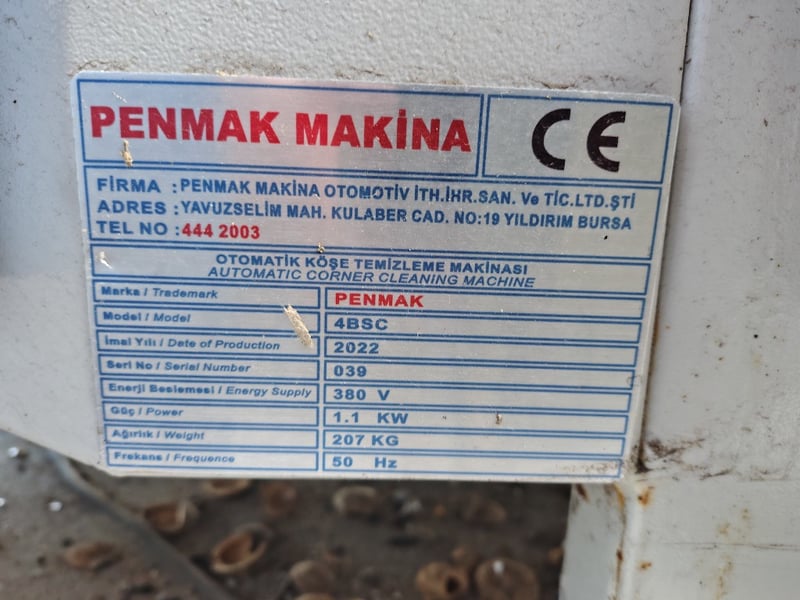 PENMAK MAKİNA
CE
FİRMA : PENMAK MAKİNA OTOMOTİV İTH.İHR.SAN. Ve TİC.LTD.ŞTİ
ADRES : YAVUZSELİM MAH. KULABER CAD. NO:19 YILDIRIM BURSA
TEL NO : 444 2003
OTOMATİK KÖŞE TEMİZLEME MAKİNASI
AUTOMATIC CORNER CLEANING MACHINE
Marka / Trademark PENMAK
Model / Model 4BSC
İmal Yılı / Date of Production 2022
Seri No / Serial Number 039
Enerji Beslemesi / Energy Supply 380 V
Güç / Power 1.1 KW
Ağırlık / Weight 207 KG
Frekans / Frequence 50 Hz